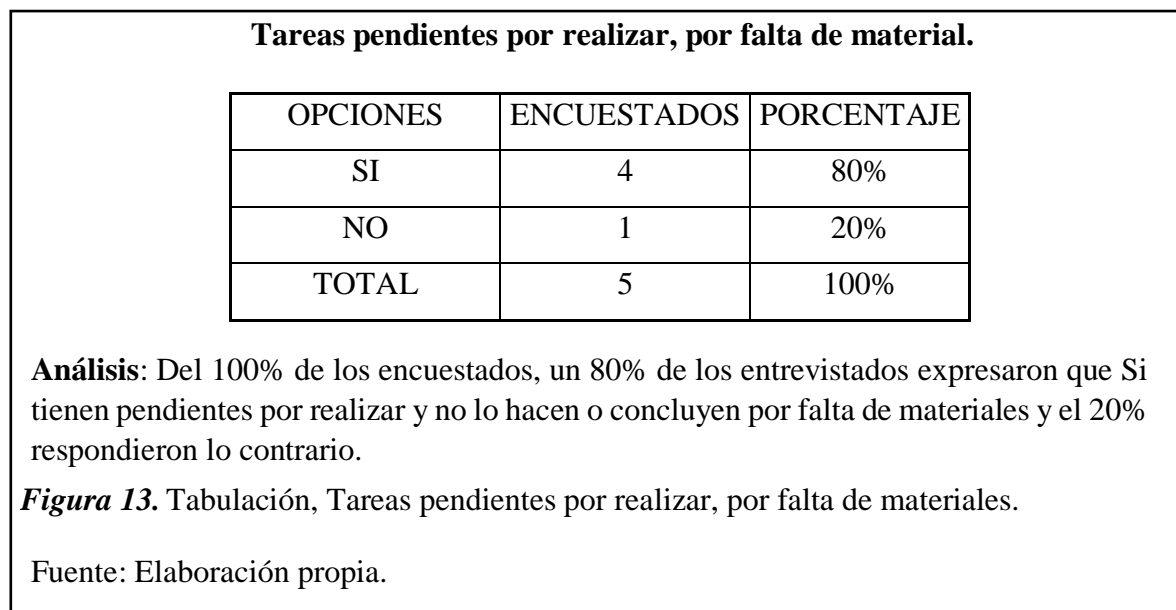 Tareas pendientes por realizar, por falta de material.
OPCIONES ENCUESTADOS PORCENTAJE
SI 4 80%
NO 1 20%
TOTAL 5 100%
Análisis: Del 100% de los encuestados, un 80% de los entrevistados expresaron que Si
tienen pendientes por realizar y no lo hacen o concluyen por falta de materiales y el 20%
respondieron lo contrario.
Figura 13. Tabulación, Tareas pendientes por realizar, por falta de materiales.
Fuente: Elaboración propia.